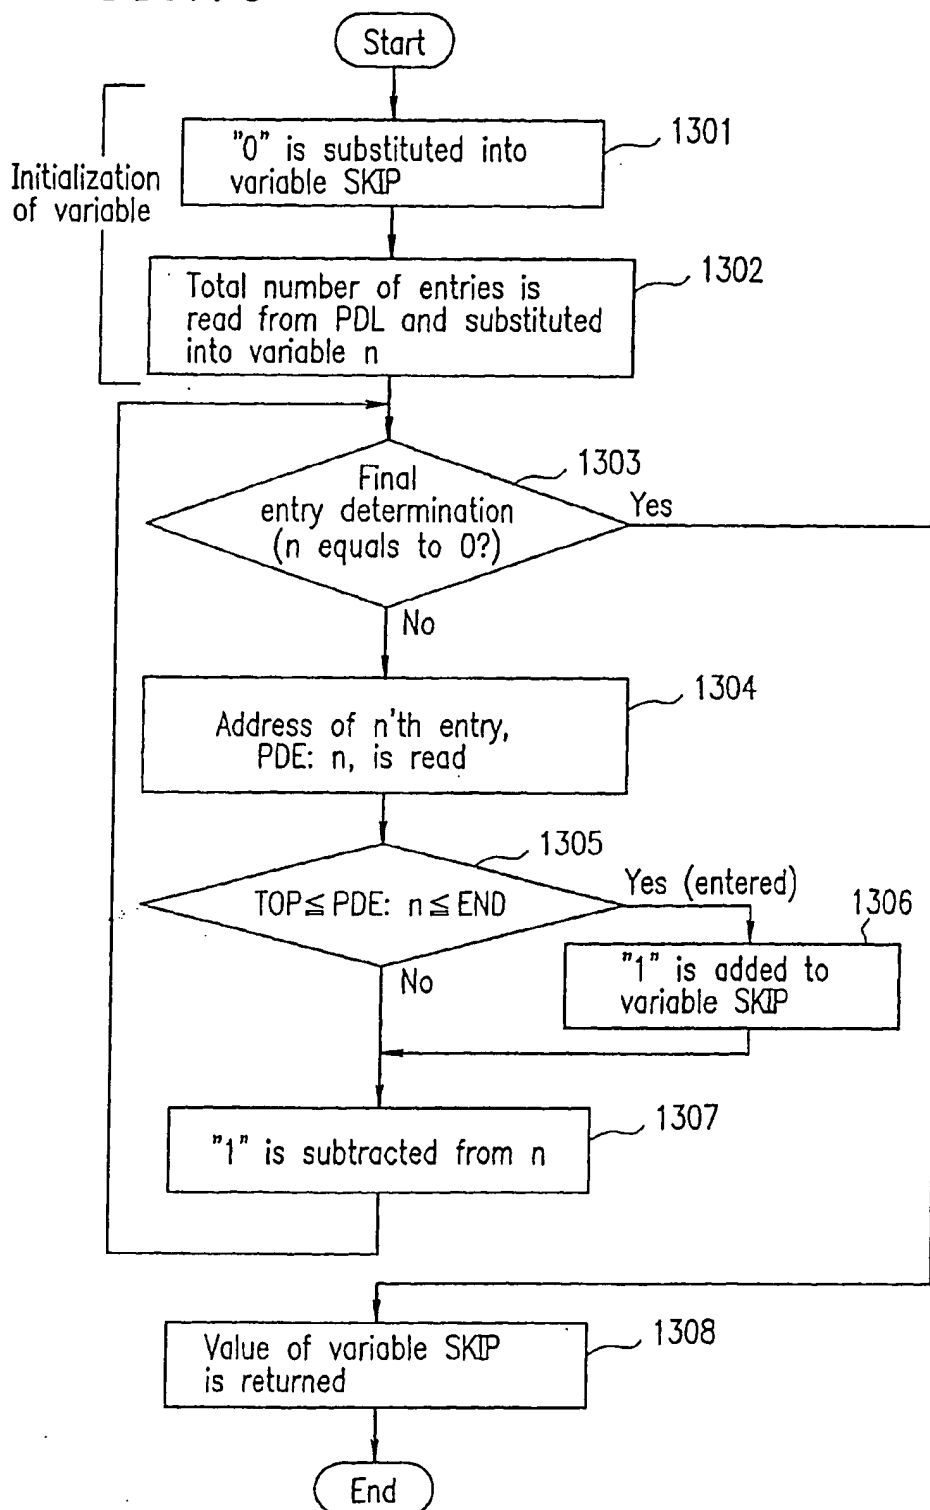 Start
"0" is substituted into
variable SKIP
1301
Initialization
of variable
Total number of entries is
read from PDL and substituted
into variable n
1302
Final
entry determination
(n equals to 0?)
1303
Yes
No
Address of n'th entry,
PDE: n, is read
1304
TOP≦PDE: n≦END
1305
Yes (entered)
1306
"1" is added to
variable SKIP
No
"1" is subtracted from n
1307
Value of variable SKIP
is returned
1308
End